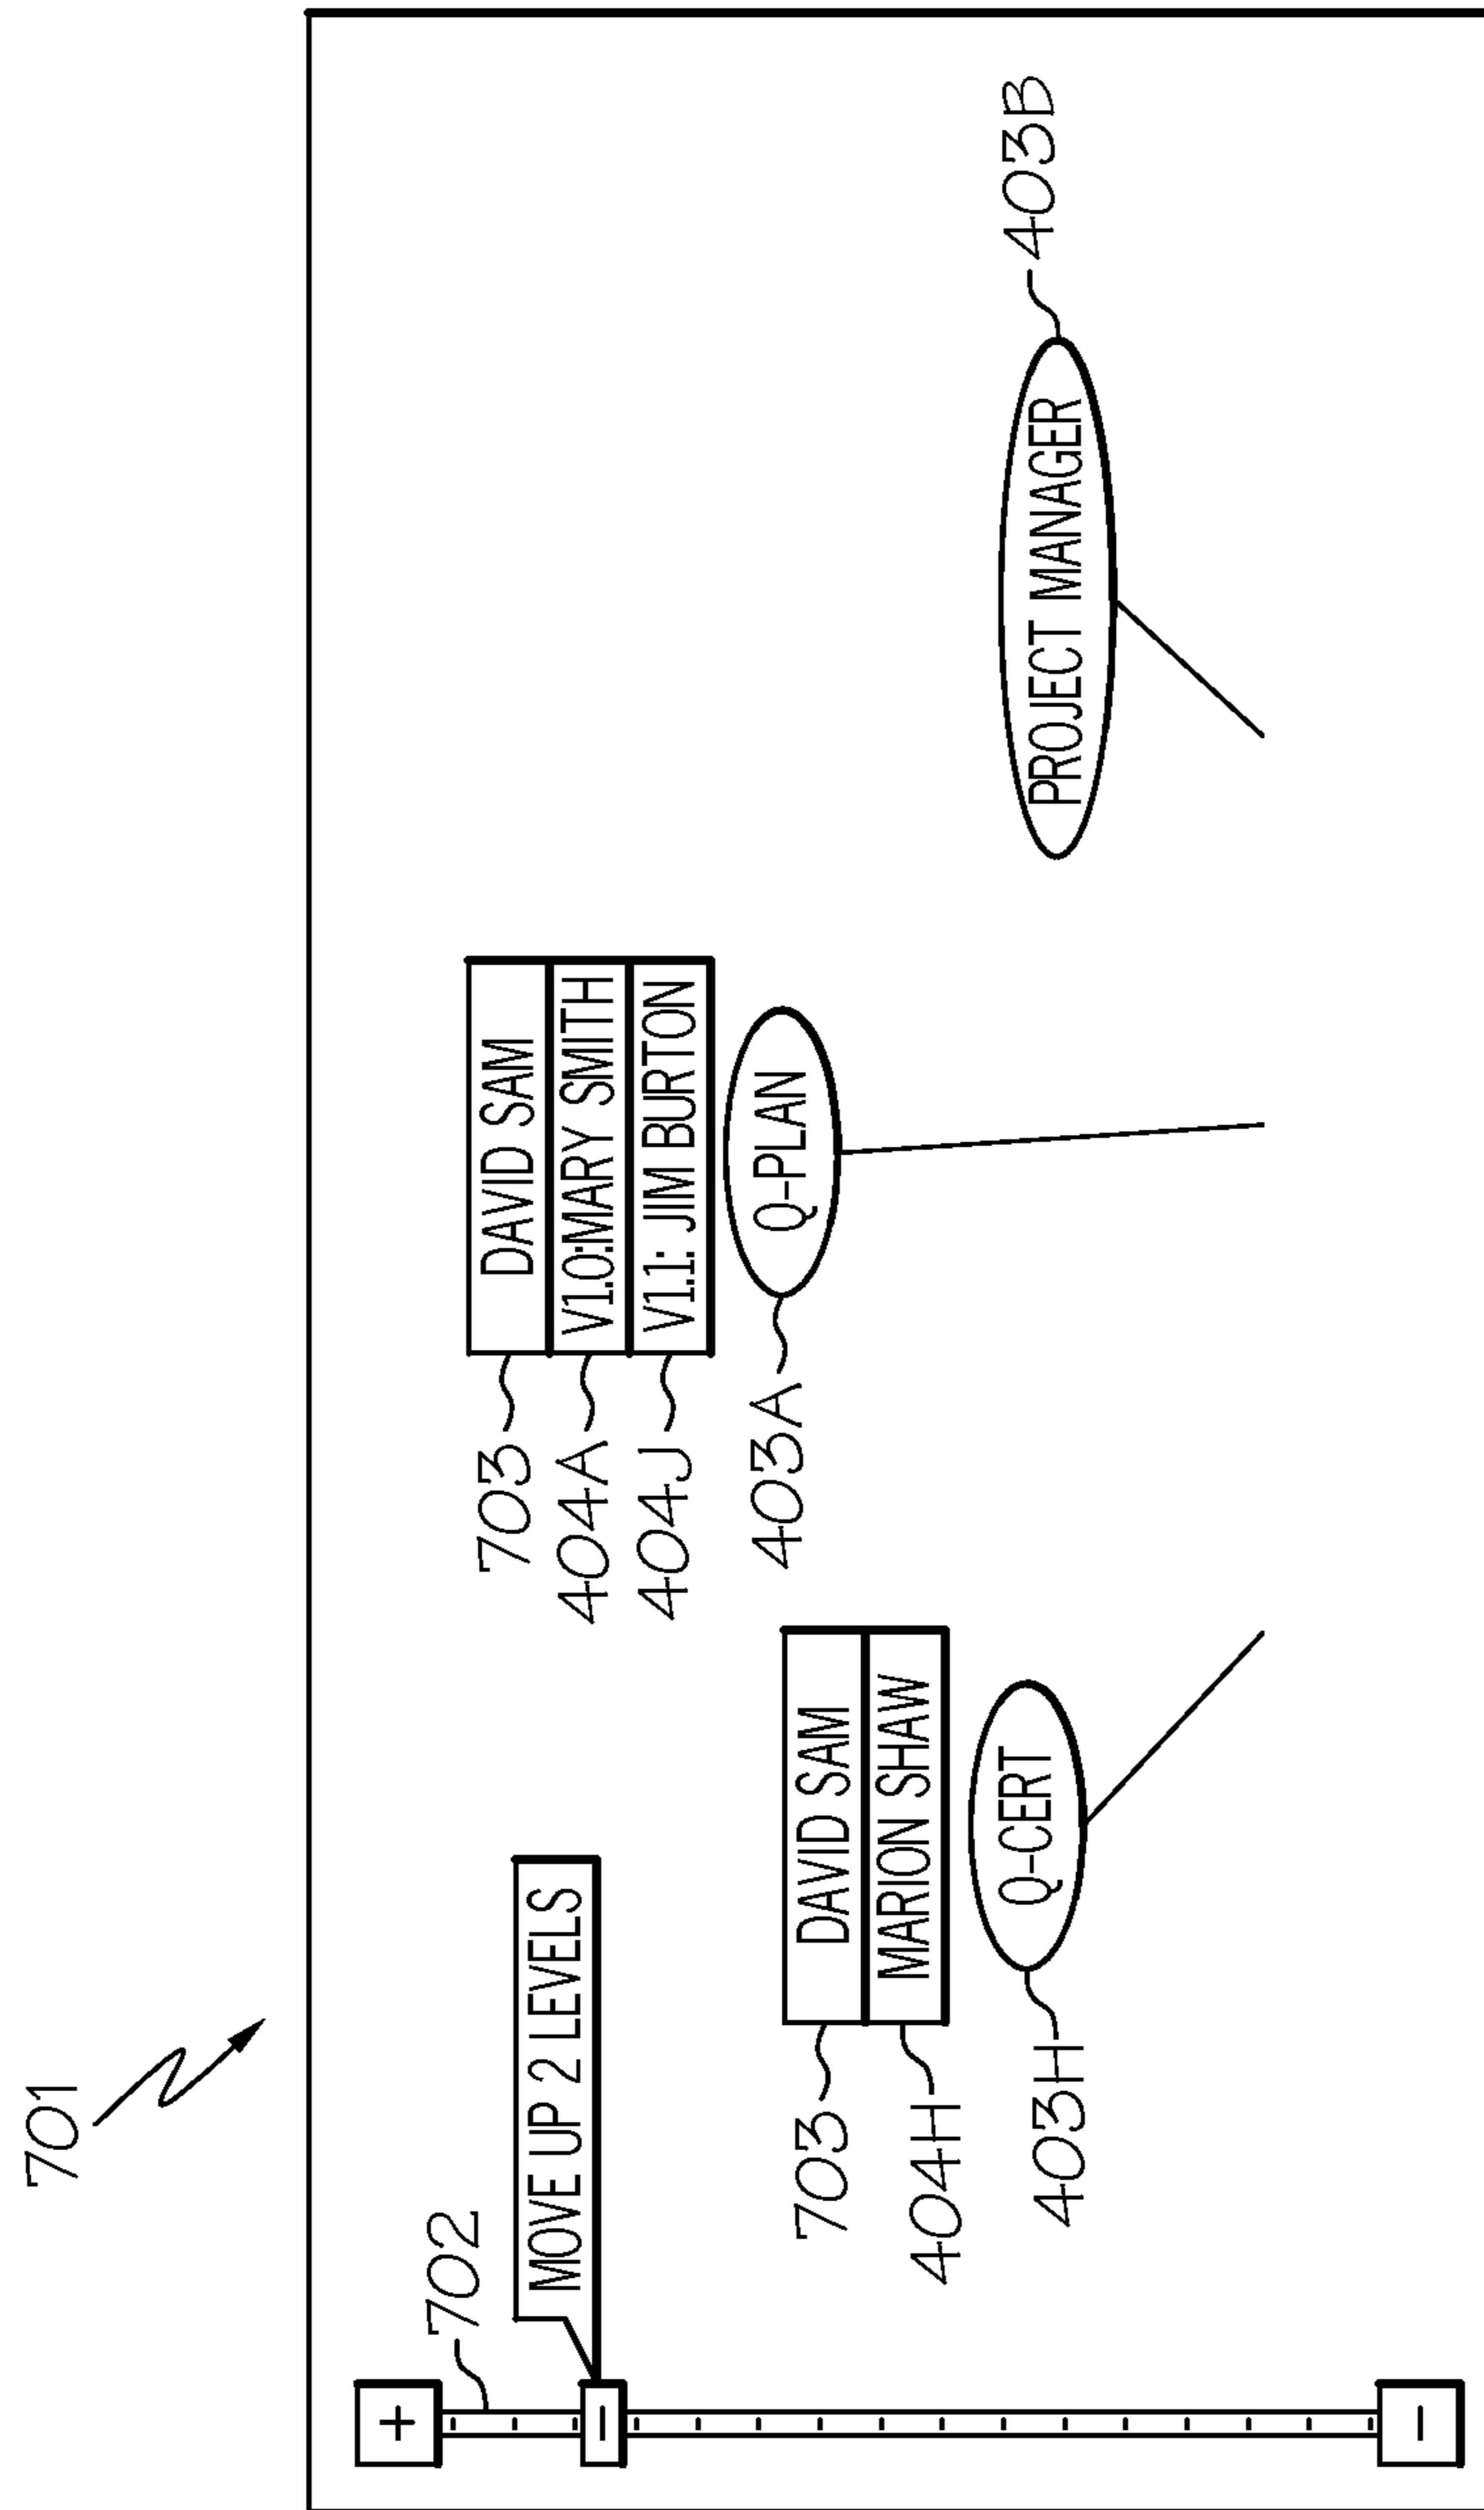 701
+
702
MOVE UP 2 LEVELS
–
–
703
DAVID SAM
404A
V1.0:MARY SMITH
404J
V1.1: JIM BURTON
403A
Q-PLAN
703
DAVID SAM
404H
MARION SHAW
403H
Q-CERT
PROJECT MANAGER
403B